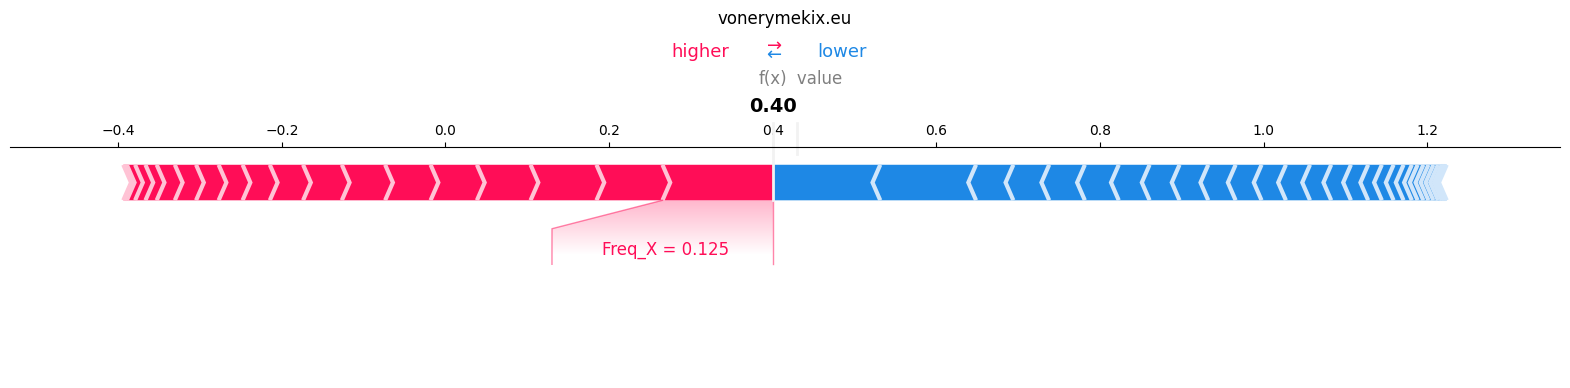 vonerymekix.eu
higher ⇄ lower
f(x) value
0.40
−0.4 −0.2 0.0 0.2 0.4 0.6 0.8 1.0 1.2
Freq_X = 0.125